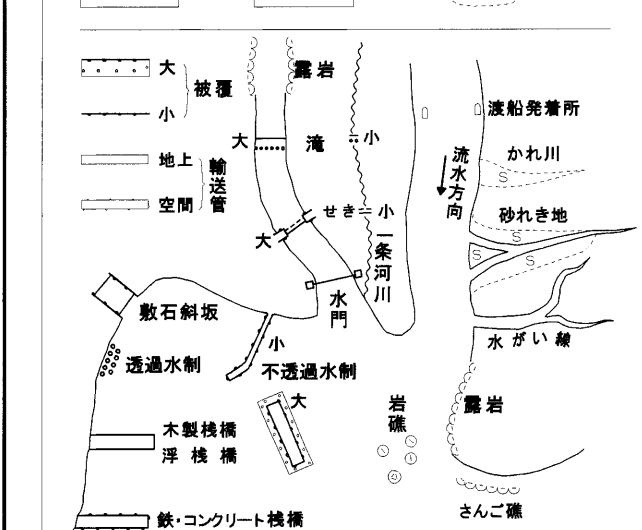 大
小
被覆
地上
空間
輸送管
露岩
大
滝
小
せき
小
大
一条河川
水門
流水方向
渡船発着所
かれ川
S
砂れき地
S
S
S
水がい線
敷石斜坂
透過水制
小
不透過水制
大
岩礁
露岩
木製桟橋
浮桟橋
鉄・コンクリート桟橋
さんご礁